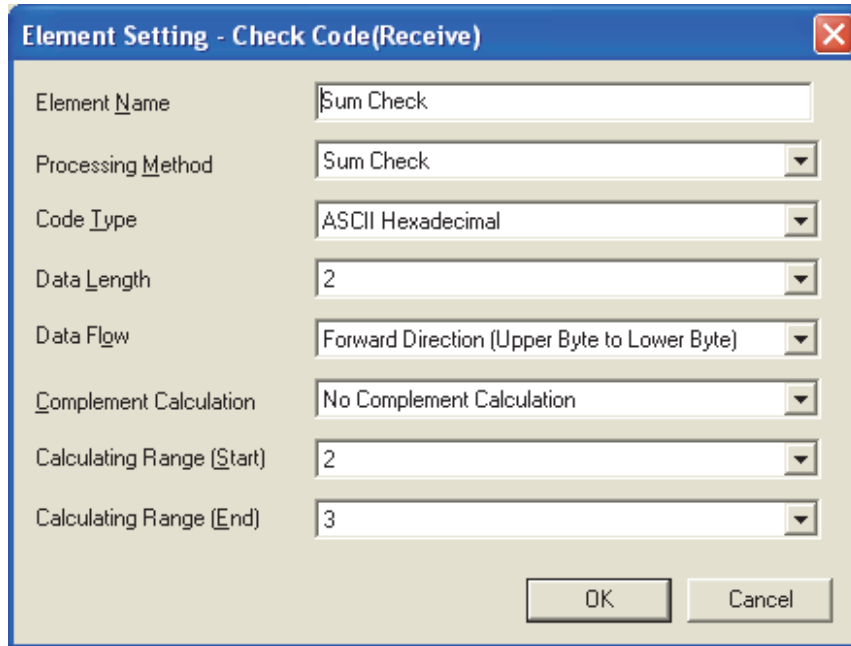 Element Setting - Check Code(Receive)
Element Name Sum Check
Processing Method Sum Check
Code Type ASCII Hexadecimal
Data Length 2
Data Flow Forward Direction (Upper Byte to Lower Byte)
Complement Calculation No Complement Calculation
Calculating Range (Start) 2
Calculating Range (End) 3
OK Cancel